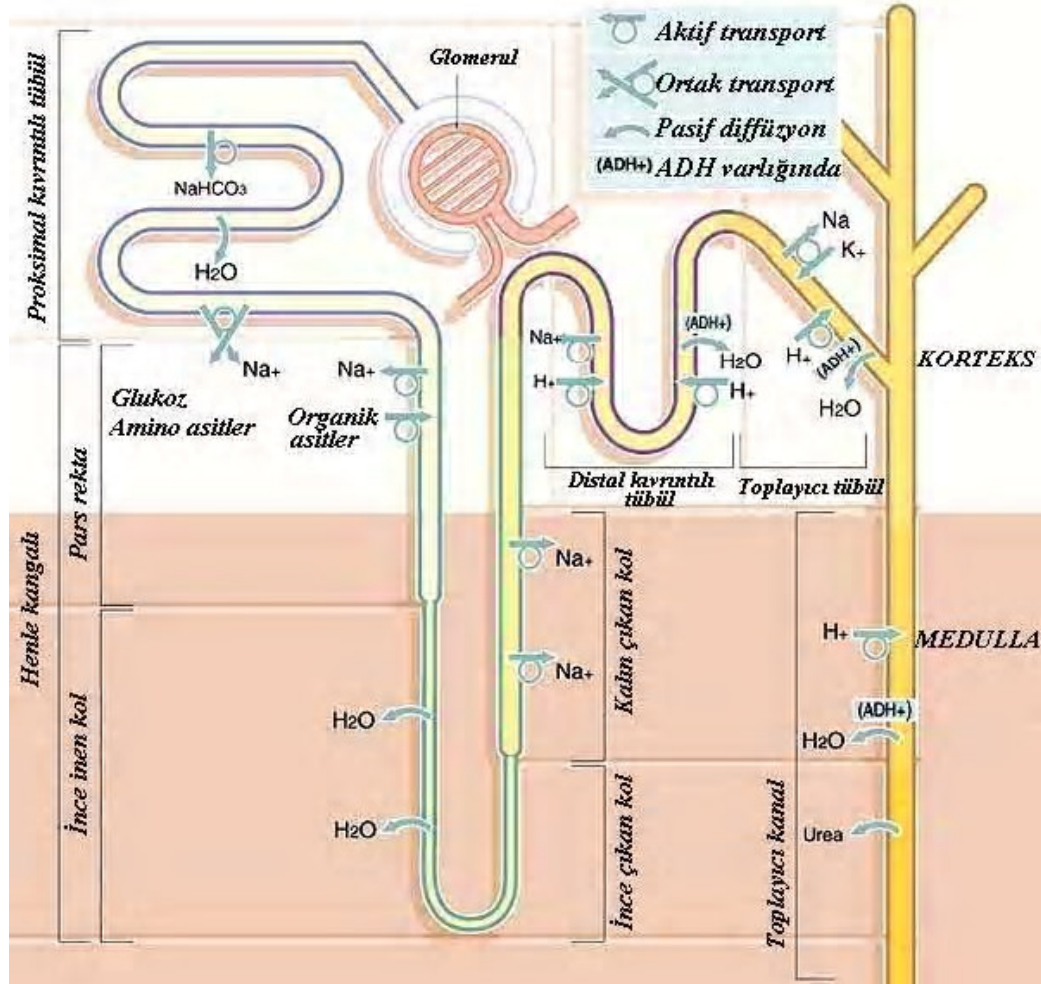 Aktif transport
Ortak transport
Pasif diffüzyon
(ADH+) ADH varlığında
Glomerul
Proksimal kıvrıntılı tübül
NaHCO3
H2O
Na+
Glukoz
Amino asitler
Na+
Organik
asitler
Na+
H+
(ADH+)
H2O
H+
Na
K+
H+
(ADH+)
H2O
KORTEKS
Distal kıvrıntılı
tübül
Toplayıcı tübül
Henle kangalı
Pars rekta
İnce inen kol
H2O
H2O
Na+
Na+
Kalın çıkan kol
İnce çıkan kol
H+
MEDULLA
(ADH+)
H2O
Urea
Toplayıcı kanal